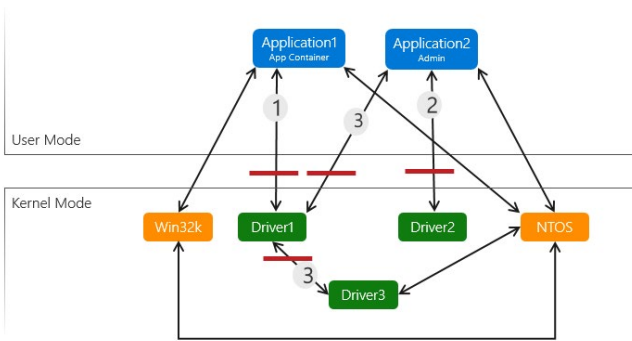 Application1
App Container
Application2
Admin
1
3
2
User Mode
Kernel Mode
Win32k
Driver1
Driver2
NTOS
3
Driver3